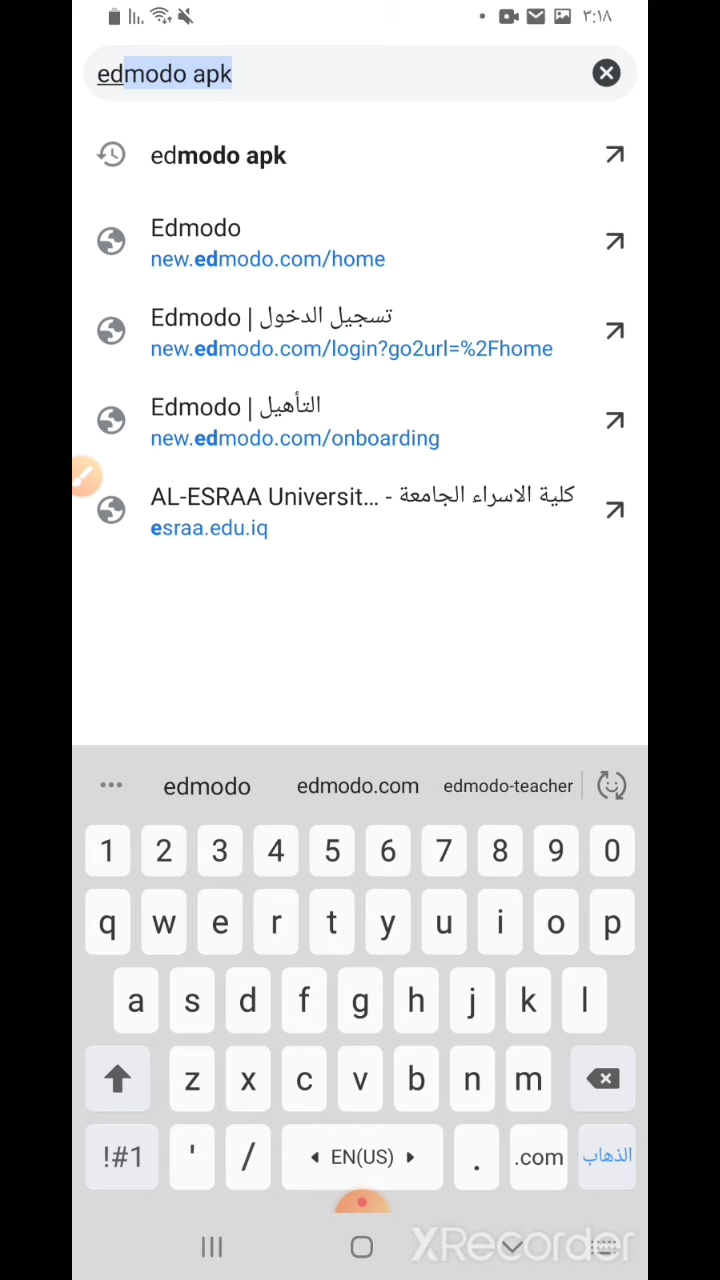 ٣:١٨
edmodo apk
edmodo apk
Edmodo
new.edmodo.com/home
Edmodo | تسجيل الدخول
new.edmodo.com/login?go2url=%2Fhome
Edmodo | التأهيل
new.edmodo.com/onboarding
AL-ESRAA Universit... - كلية الاسراء الجامعة
esraa.edu.iq
... edmodo edmodo.com edmodo-teacher
1 2 3 4 5 6 7 8 9 0
q w e r t y u i o p
a s d f g h j k l
z x c v b n m
!#1 ' / EN(US) . .com الذهاب
XRecorder